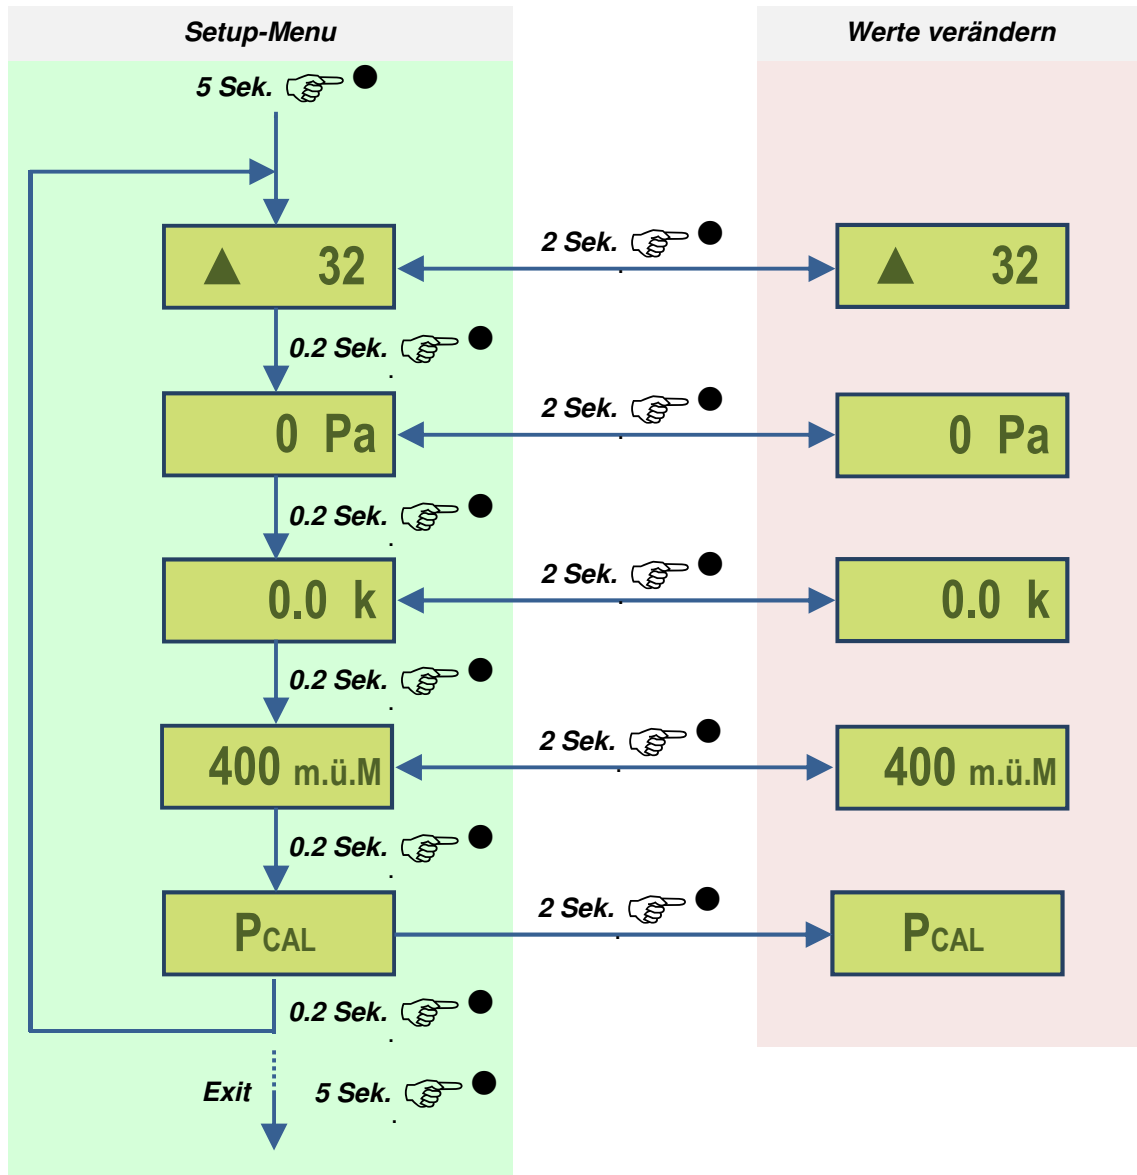 Setup-Menu
Werte verändern
5 Sek.
▲ 32
2 Sek.
▲ 32
0.2 Sek.
0 Pa
2 Sek.
0 Pa
0.2 Sek.
0.0 k
2 Sek.
0.0 k
0.2 Sek.
400 m.ü.M
2 Sek.
400 m.ü.M
0.2 Sek.
PCAL
2 Sek.
PCAL
0.2 Sek.
Exit 5 Sek.